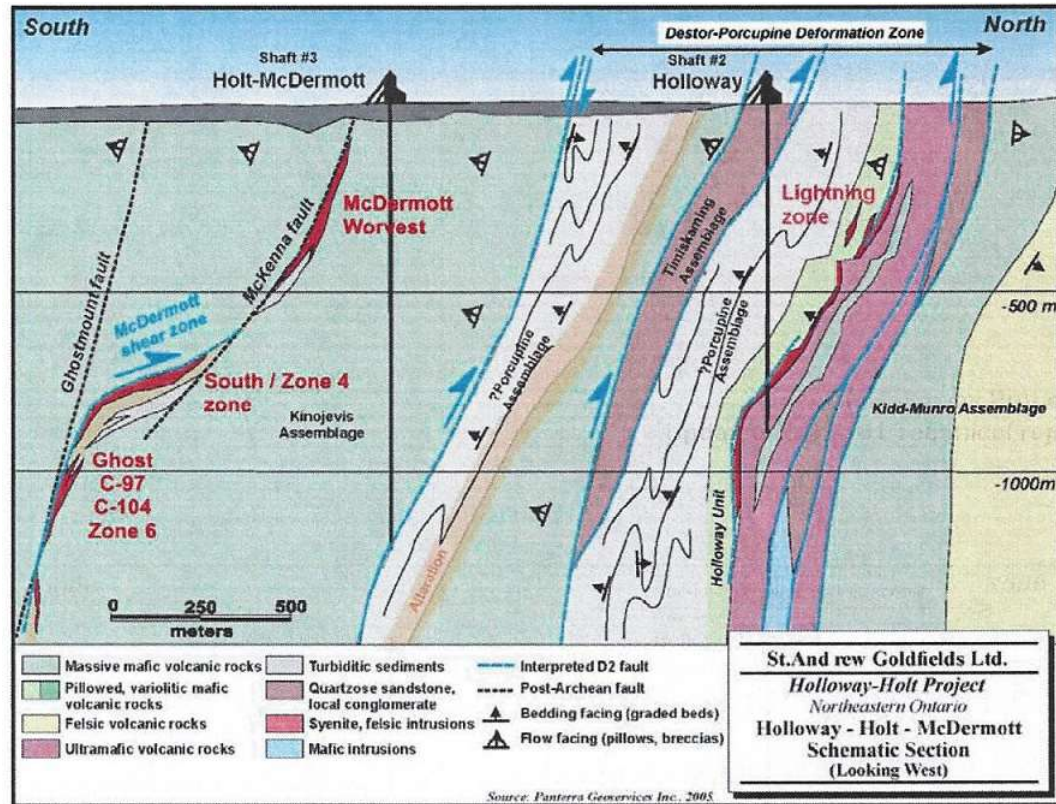 South
North
Destor-Porcupine Deformation Zone
Shaft #3
Holt-McDermott
Shaft #2
Holloway
Ghostmount fault
McDermott
Worvest
McKenna fault
McDermott
shear zone
South / Zone 4
zone
Kinojevis
Assemblage
Ghost
C-97
C-104
Zone 6
?Porcupine
Assemblage
Alteration
Timiskaming
Assemblage
?Porcupine
Assemblage
Lightning
zone
Holloway Unit
Kidd-Munro Assemblage
-500 m
-1000m
0 250 500
meters
Massive mafic volcanic rocks
Pillowed, variolitic mafic
volcanic rocks
Felsic volcanic rocks
Ultramafic volcanic rocks
Turbiditic sediments
Quartzose sandstone,
local conglomerate
Syenite, felsic intrusions
Mafic intrusions
Interpreted D2 fault
Post-Archean fault
Bedding facing (graded beds)
Flow facing (pillows, breccias)
St.And rew Goldfields Ltd.
Holloway-Holt Project
Northeastern Ontario
Holloway - Holt - McDermott
Schematic Section
(Looking West)
Source: Panterra Geoservices Inc., 2005